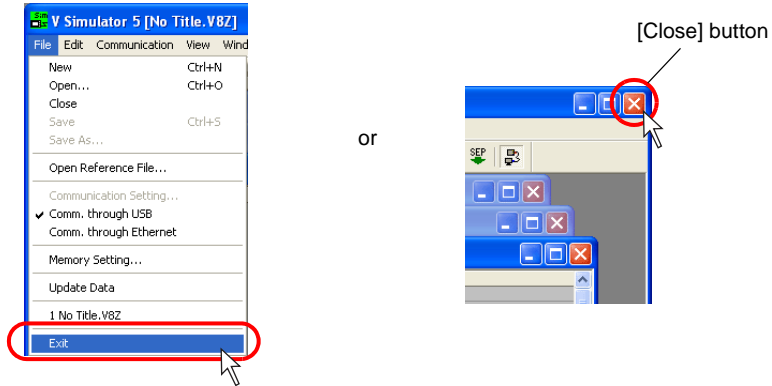 V Simulator 5 [No Title.V8Z]
File Edit Communication View Wind
New Ctrl+N
Open... Ctrl+O
Close
Save Ctrl+S
Save As...
Open Reference File...
Communication Setting...
✔ Comm. through USB
Comm. through Ethernet
Memory Setting...
Update Data
1 No Title.V8Z
Exit
or
[Close] button
SEP